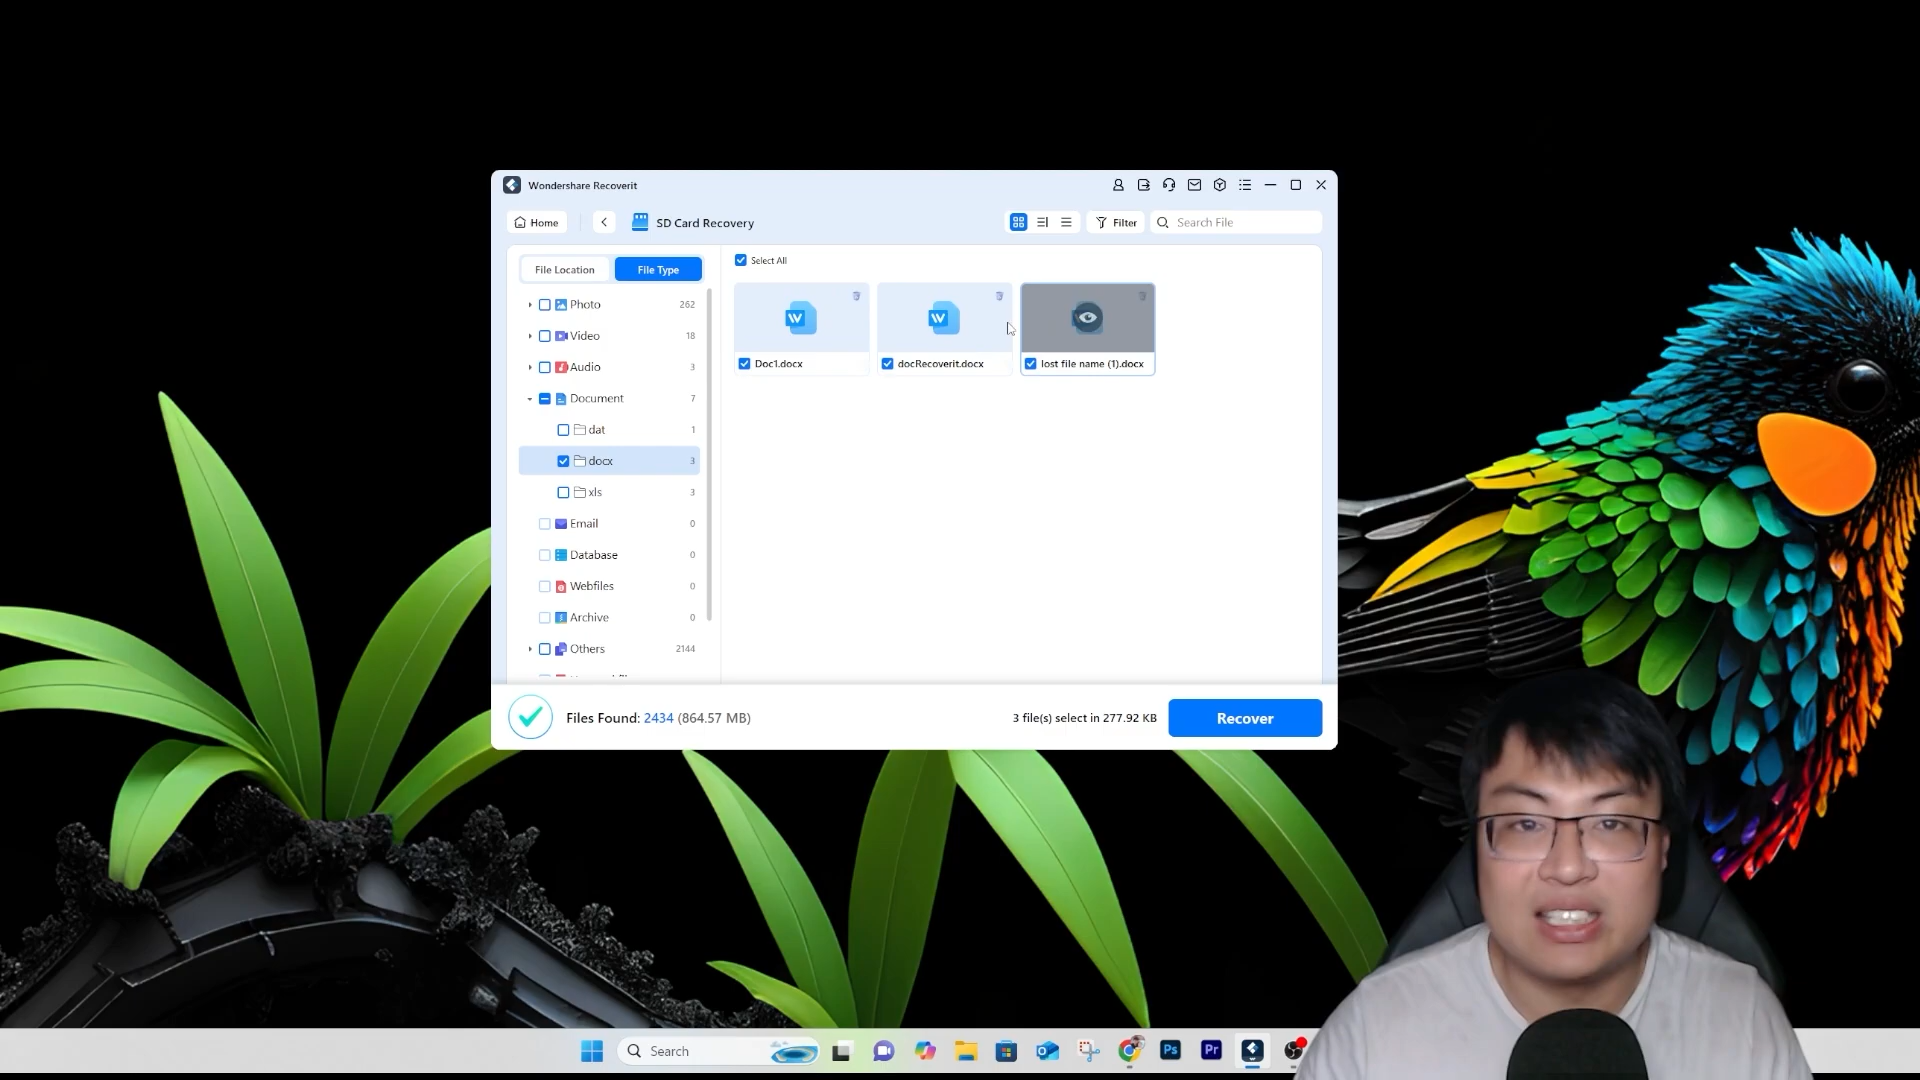 Wondershare Recoverit
Home
SD Card Recovery
Filter
Search File
File Location
File Type
Select All
Photo 262
Video 18
Audio 3
Document 7
dat 1
docx 3
xls 3
Email 0
Database 0
Webfiles 0
Archive 0
Others 2144
W
W
Doc1.docx
docRecoverit.docx
lost file name (1).docx
Files Found: 2434 (864.57 MB)
3 file(s) select in 277.92 KB
Recover
Search
Ps
Pr